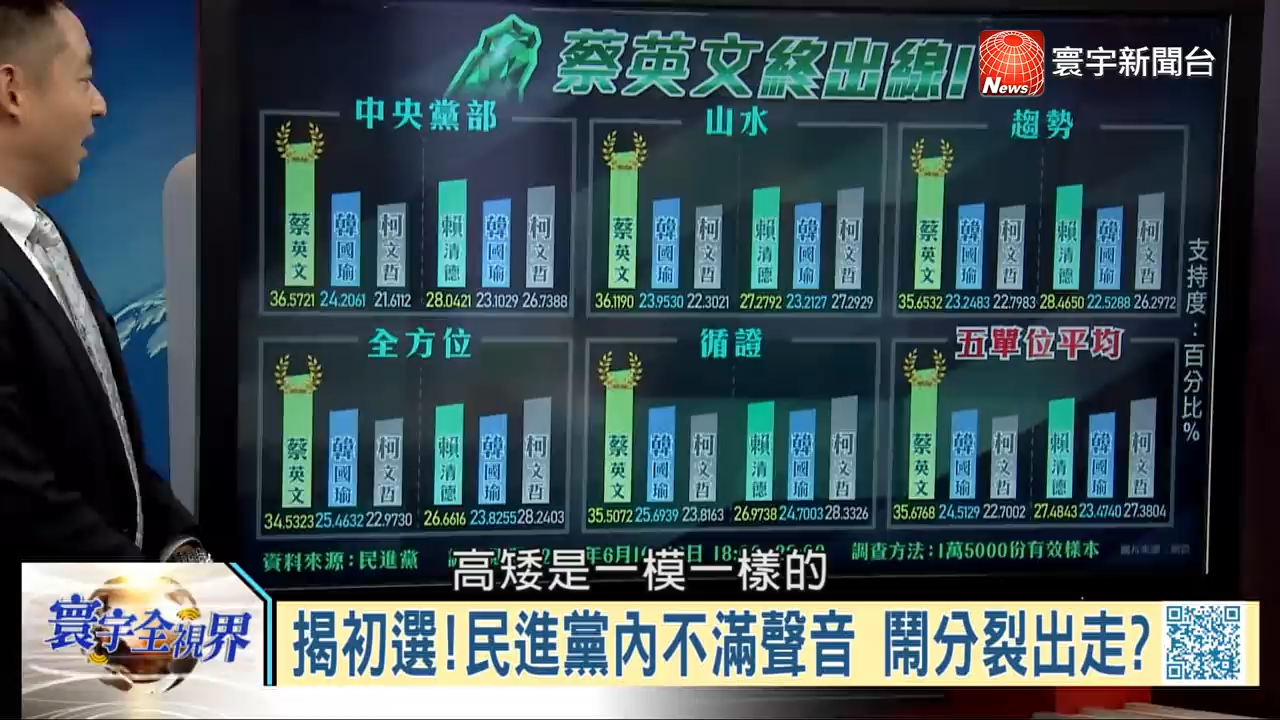 蔡英文終出線!
News 寰宇新聞台
中央黨部
蔡英文 韓國瑜 柯文哲 賴清德 韓國瑜 柯文哲
36.5721 24.2061 21.6112 28.0421 23.1029 26.7388
山水
蔡英文 韓國瑜 柯文哲 賴清德 韓國瑜 柯文哲
36.1190 23.9530 22.3021 27.2792 23.2127 27.2929
趨勢
蔡英文 韓國瑜 柯文哲 賴清德 韓國瑜 柯文哲
35.6532 23.2483 22.7983 28.4650 22.5288 26.2972
支持度：百分比%
全方位
蔡英文 韓國瑜 柯文哲 賴清德 韓國瑜 柯文哲
34.5323 25.4632 22.9730 26.6616 23.8255 28.2403
循證
蔡英文 韓國瑜 柯文哲 賴清德 韓國瑜 柯文哲
35.5072 25.6939 23.8163 26.9738 24.7003 28.3326
五單位平均
蔡英文 韓國瑜 柯文哲 賴清德 韓國瑜 柯文哲
35.6768 24.5129 22.7002 27.4843 23.4740 27.3804
資料來源：民進黨
年6月1
調查方法：1萬5000份有效樣本
高矮是一模一樣的
寰宇全視界
揭初選!民進黨內不滿聲音 鬧分裂出走?